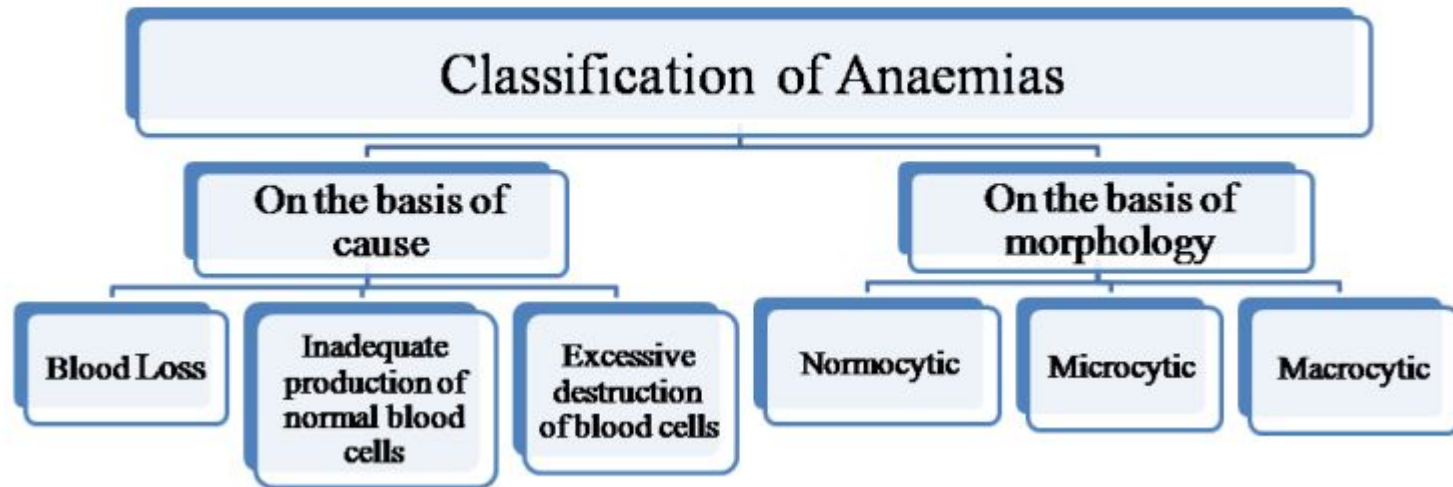 Classification of Anaemias
On the basis of
cause
On the basis of
morphology
Blood Loss
Inadequate
production of
normal blood
cells
Excessive
destruction
of blood cells
Normocytic
Microcytic
Macrocytic